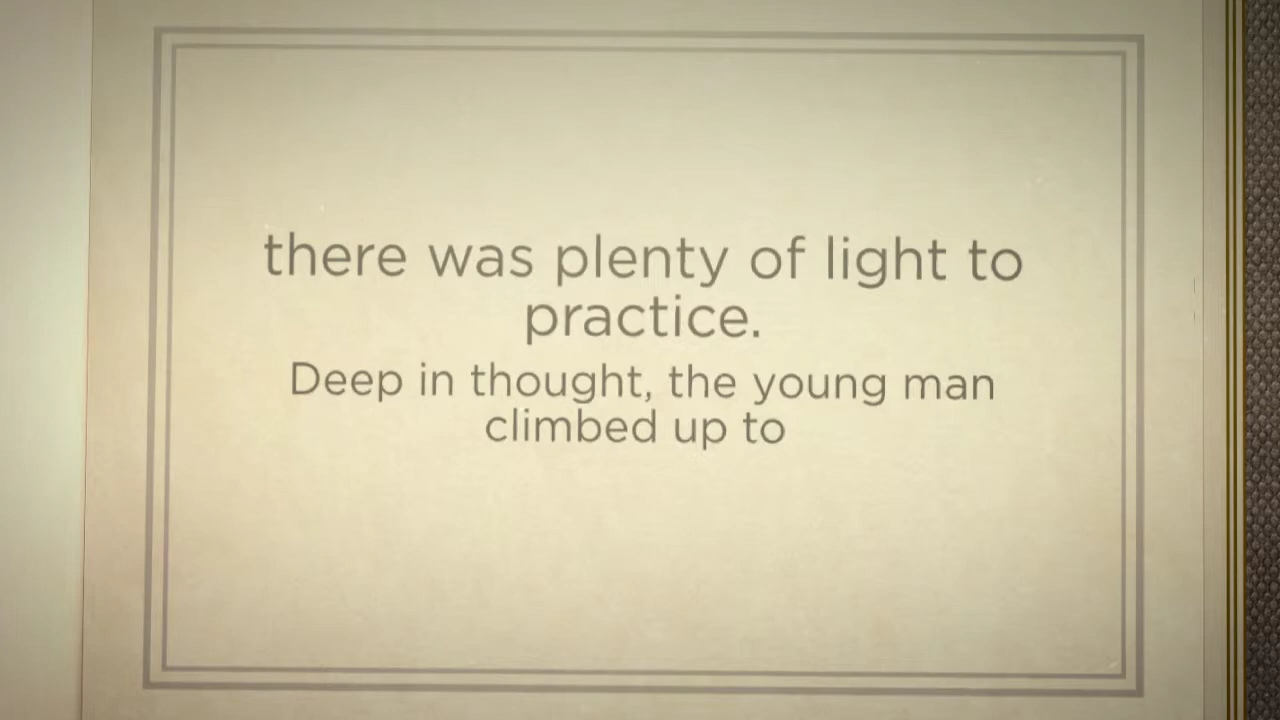 there was plenty of light to
practice.
Deep in thought, the young man
climbed up to